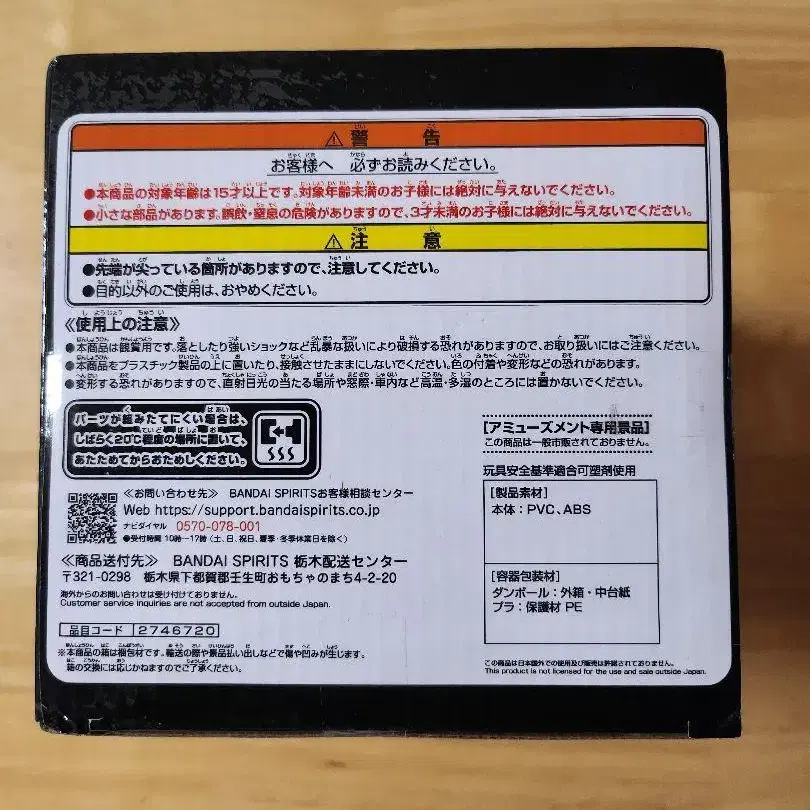 ⚠警告
お客様へ 必ずお読みください。
●本商品の対象年齢は15才以上です。対象年齢未満のお子様には絶対に与えないでください。
●小さな部品があります。誤飲・窒息の危険がありますので、3才未満のお子様には絶対に与えないでください。
⚠注意
●先端が尖っている箇所がありますので、注意してください。
●目的以外のご使用は、おやめください。
《使用上の注意》
●本商品は観賞用です。落としたり強いショックなど乱暴な扱いにより破損する恐れがありますので、お取り扱いにはご注意ください。
●本商品をプラスチック製品の上に置いたり、接触させたままにしないでください。色の付着や変形などの恐れがあります。
●変形する恐れがありますので、直射日光の当たる場所や窓際・車内など高温・多湿のところには置かないでください。
パーツが組みたてにくい場合は、
しばらく20℃程度の場所に置いて、
あたためてからおためしください。
[アミューズメント専用景品]
この商品は一般市販されておりません。
玩具安全基準適合可塑剤使用
[製品素材]
本体:PVC、ABS
[容器包装材]
ダンボール:外箱・中台紙
プラ:保護材 PE
≪お問い合わせ先≫ BANDAI SPIRITSお客様相談センター
Web https://support.bandaispirits.co.jp
ナビダイヤル 0570-078-001
●受付時間 10時〜17時(土、日、祝日、夏季・冬季休業日を除く)
≪商品送付先≫ BANDAI SPIRITS 栃木配送センター
〒321-0298 栃木県下都賀郡壬生町おもちゃのまち4-2-20
海外からのお問い合わせは受け付けておりません。
Customer service inquiries are not accepted from outside Japan.
品目コード 2746720
※本商品の箱は梱包材です。輸送の際や景品払い出しなどで傷や凹みが生じます。
箱の交換には応じかねますのでご了承ください。
この商品は日本国外での使用及び販売は許諾されておりません。
This product is not licensed for the use and sale outside Japan.